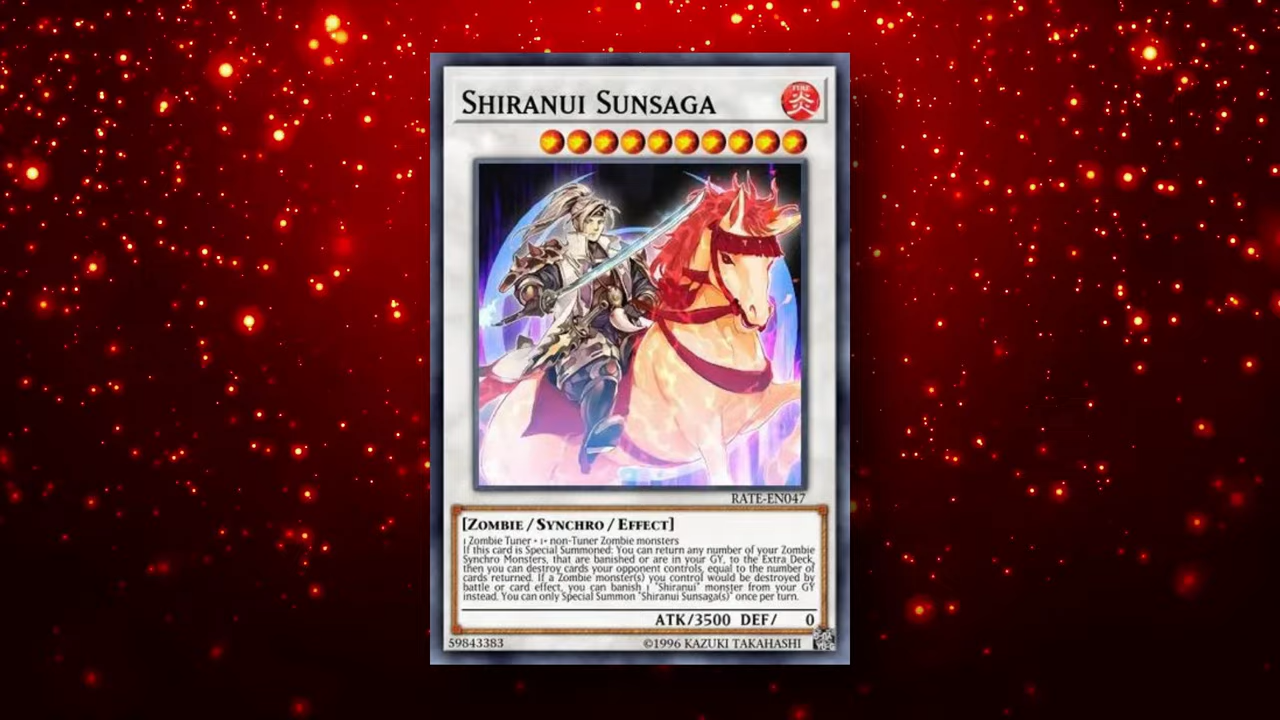 SHIRANUI SUNSAGA
FIRE
炎
RATE-EN047
[ZOMBIE / SYNCHRO / EFFECT]
1 Zombie Tuner + 1+ non-Tuner Zombie monsters
If this card is Special Summoned: You can return any number of your Zombie
Synchro Monsters, that are banished or are in your GY, to the Extra Deck,
then you can destroy cards your opponent controls, equal to the number of
cards returned. If a Zombie monster(s) you control would be destroyed by
battle or card effect, you can banish 1 "Shiranui" monster from your GY
instead. You can only Special Summon "Shiranui Sunsaga(s)" once per turn.
ATK/3500 DEF/ 0
59843383 ©1996 KAZUKI TAKAHASHI